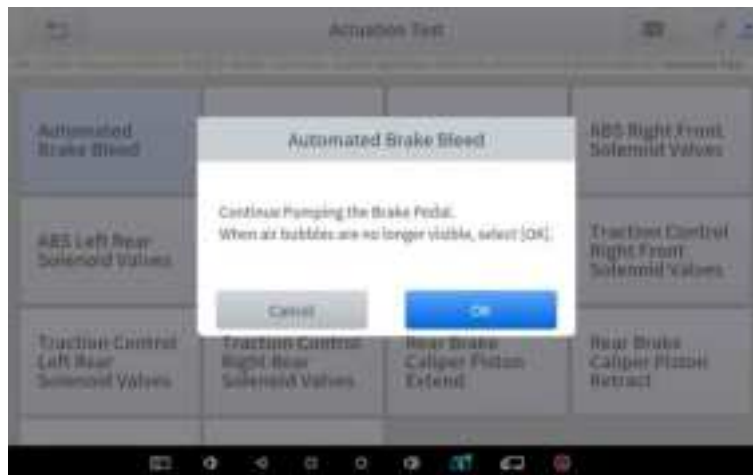 Actuation Test
Automated
Brake Bleed
ABS Right Front
Solenoid Valves
Automated Brake Bleed
Continue Pumping the Brake Pedal.
When air bubbles are no longer visible, select [OK].
Cancel
OK
ABS Left Rear
Solenoid Valves
Traction Control
Right Front
Solenoid Valves
Traction Control
Left Rear
Solenoid Valves
Traction Control
Right Rear
Solenoid Valves
Rear Brake
Caliper Piston
Extend
Rear Brake
Caliper Piston
Retract